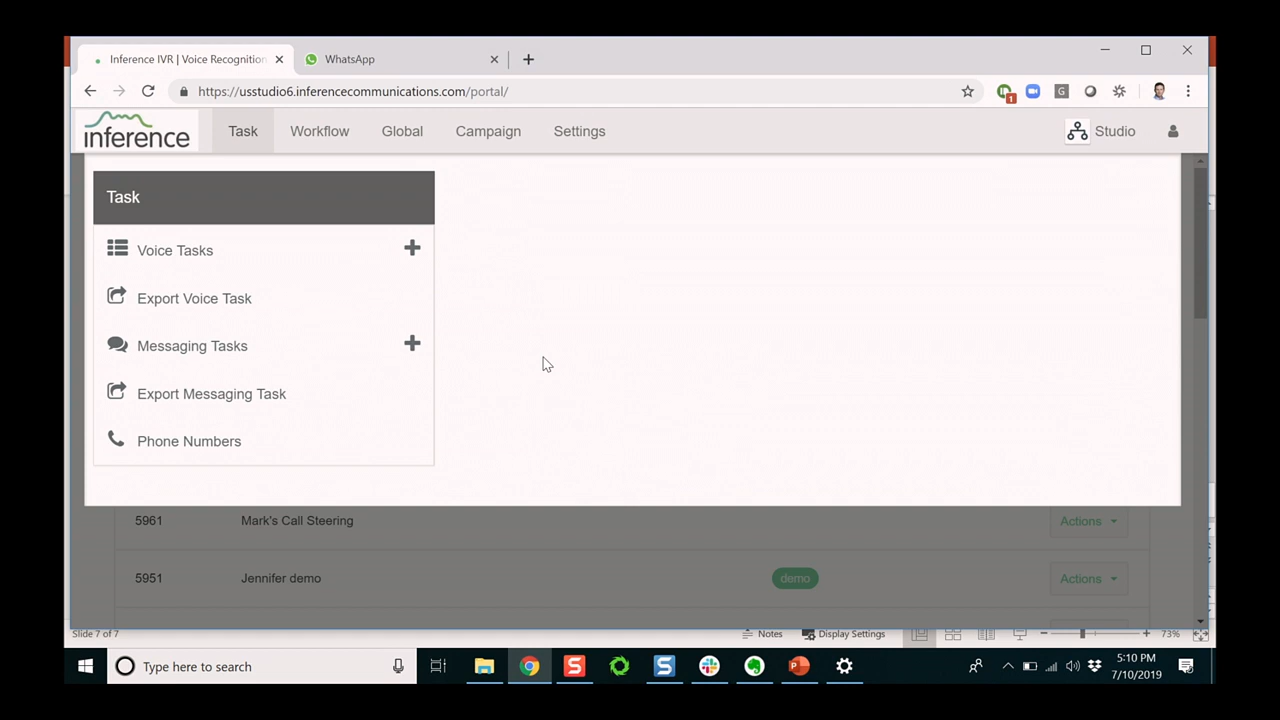 Inference IVR | Voice Recognition
WhatsApp
https://usstudio6.inferencecommunications.com/portal/
G
1
inference
Task
Workflow
Global
Campaign
Settings
Studio
Task
Voice Tasks
Export Voice Task
Messaging Tasks
Export Messaging Task
Phone Numbers
5961 Mark's Call Steering Actions
5951 Jennifer demo demo Actions
Slide 7 of 7
Notes
Display Settings
73%
Type here to search
S
S
5:10 PM
7/10/2019